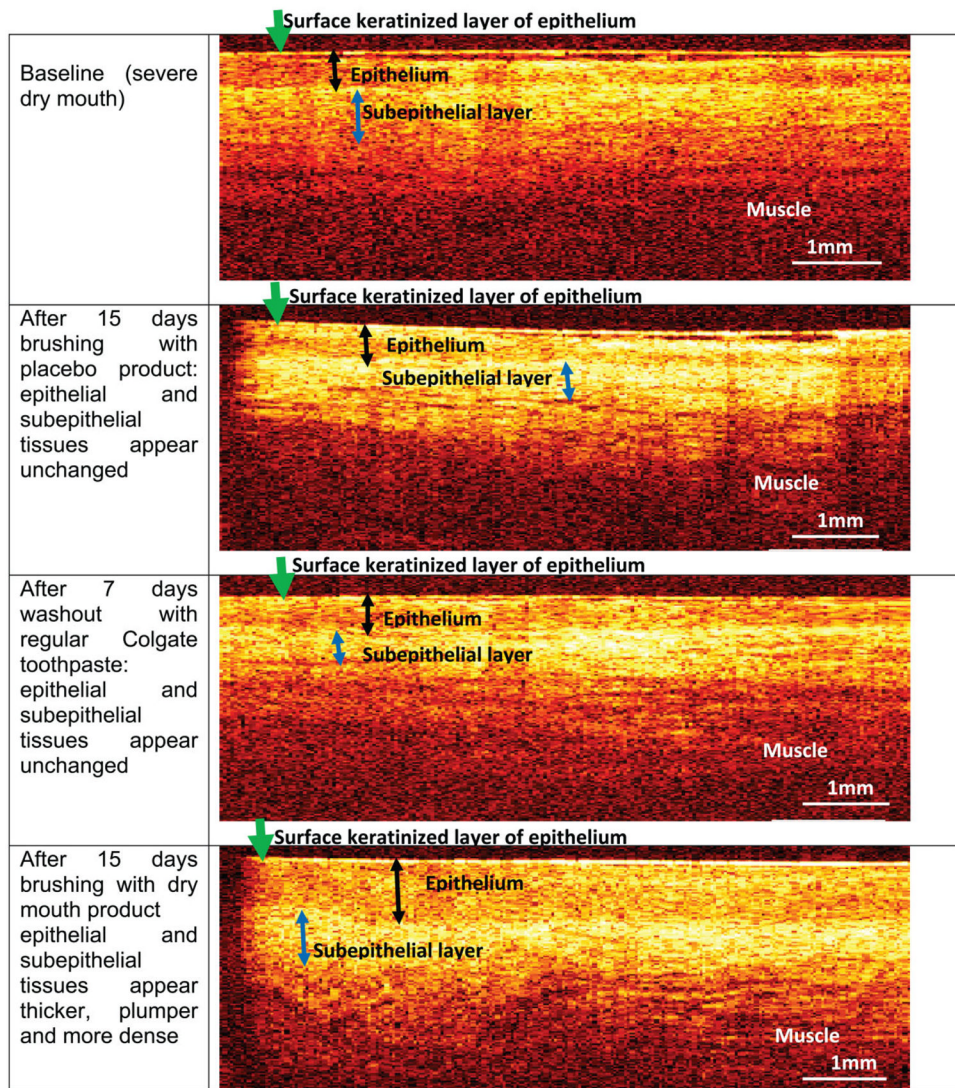 Surface keratinized layer of epithelium
Baseline (severe
dry mouth)
Epithelium
Subepithelial layer
Muscle
1mm
Surface keratinized layer of epithelium
After 15 days
brushing with
placebo product:
epithelial and
subepithelial
tissues appear
unchanged
Epithelium
Subepithelial layer
Muscle
1mm
Surface keratinized layer of epithelium
After 7 days
washout with
regular Colgate
toothpaste:
epithelial and
subepithelial
tissues appear
unchanged
Epithelium
Subepithelial layer
Muscle
1mm
Surface keratinized layer of epithelium
After 15 days
brushing with dry
mouth product
epithelial and
subepithelial
tissues appear
thicker, plumper
and more dense
Epithelium
Subepithelial layer
Muscle
1mm